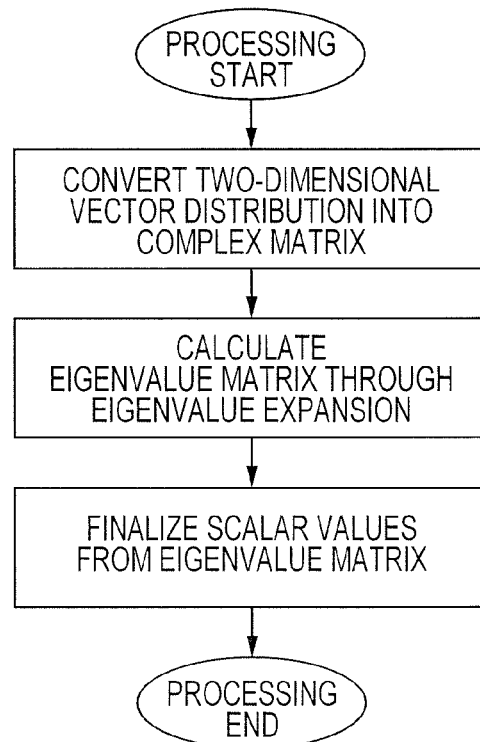 PROCESSING
START
CONVERT TWO-DIMENSIONAL
VECTOR DISTRIBUTION INTO
COMPLEX MATRIX
CALCULATE
EIGENVALUE MATRIX THROUGH
EIGENVALUE EXPANSION
FINALIZE SCALAR VALUES
FROM EIGENVALUE MATRIX
PROCESSING
END